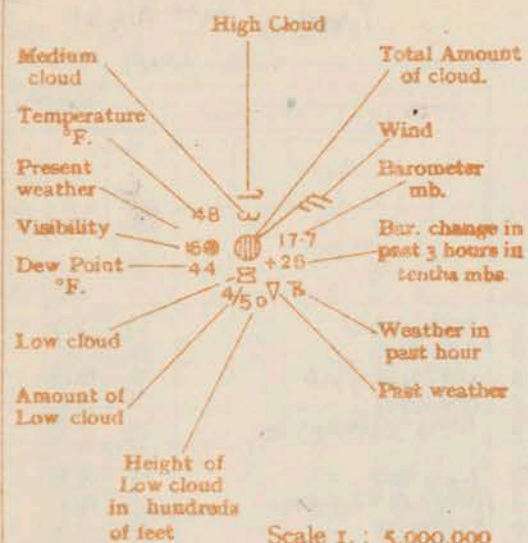 High Cloud
Medium
cloud
Total Amount
of cloud.
Temperature
°F.
Wind
Present
weather
Barometer
mb.
48
Visibility
17·7
Bar. change in
past 3 hours in
tenths mbs
+26
Dew Point
°F.
44
4/50
Low cloud
Weather in
past hour
Amount of
Low cloud
Past weather
Height of
Low cloud
in hundreds
of feet
Scale 1. : 5,000,000